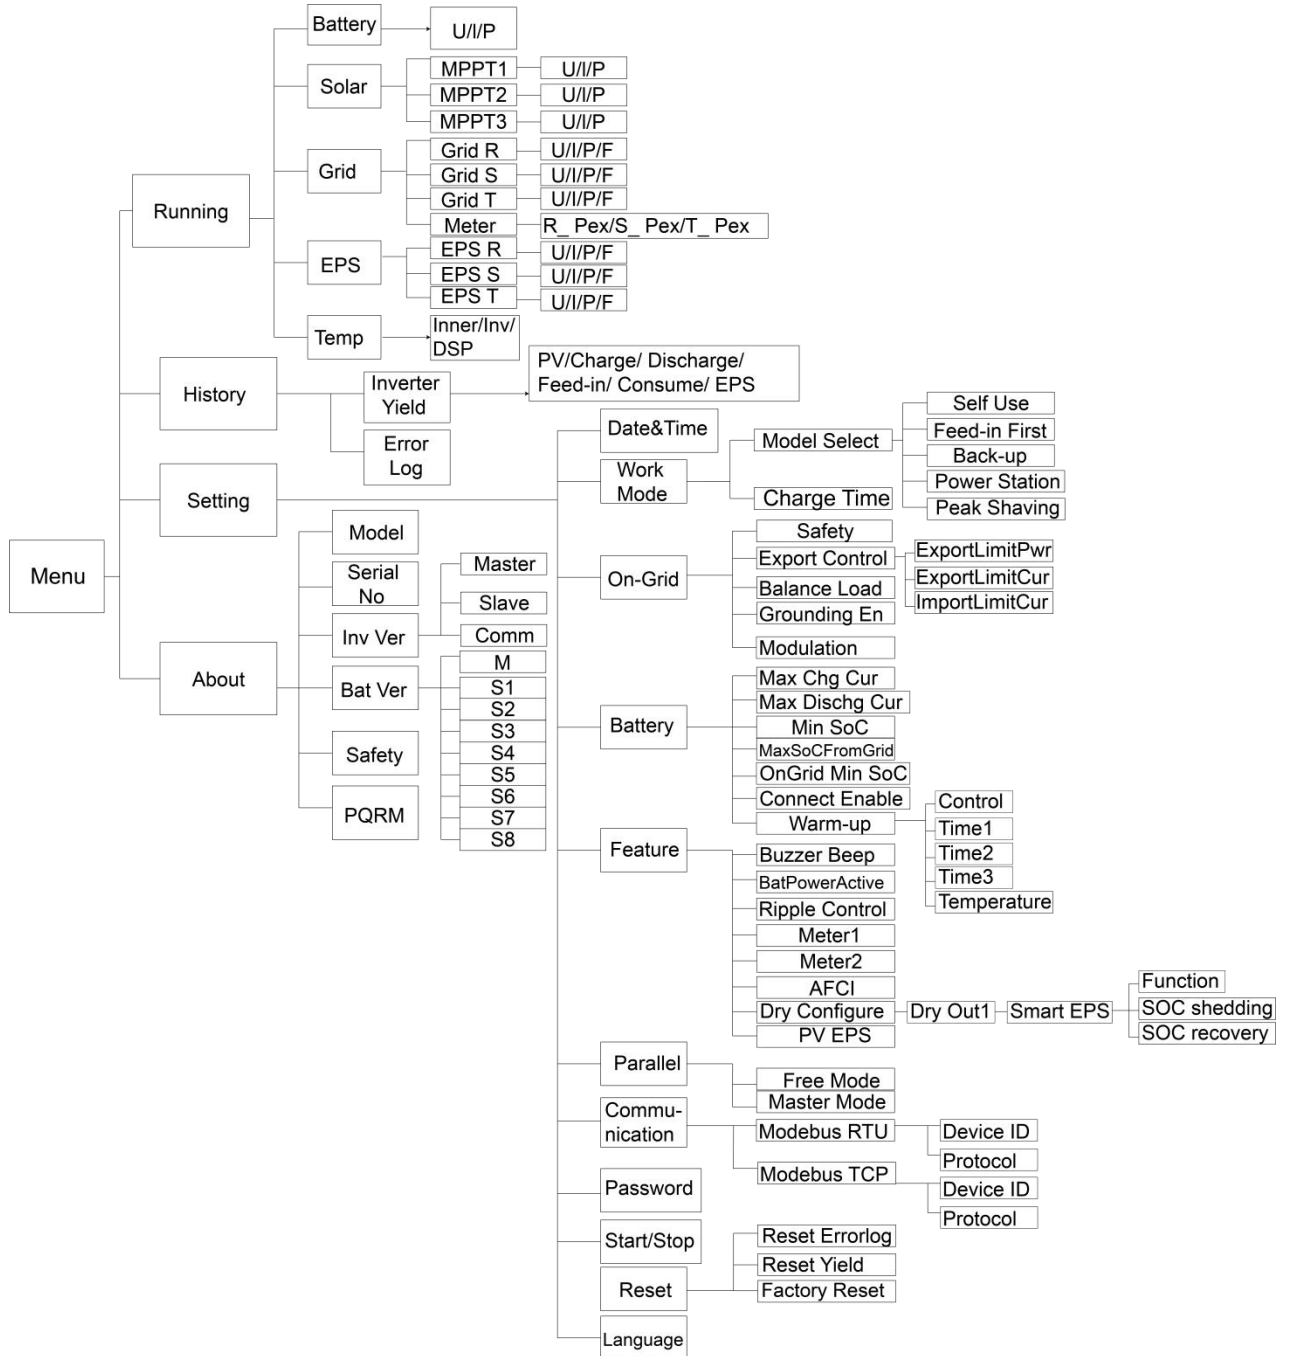 Menu
Running
Battery
U/I/P
Solar
MPPT1
U/I/P
MPPT2
U/I/P
MPPT3
U/I/P
Grid
Grid R
U/I/P/F
Grid S
U/I/P/F
Grid T
U/I/P/F
Meter
R_ Pex/S_ Pex/T_ Pex
EPS
EPS R
U/I/P/F
EPS S
U/I/P/F
EPS T
U/I/P/F
Temp
Inner/Inv/
DSP
History
Inverter
Yield
PV/Charge/ Discharge/
Feed-in/ Consume/ EPS
Error
Log
Setting
Date&Time
Work
Mode
Model Select
Self Use
Feed-in First
Back-up
Power Station
Peak Shaving
Charge Time
On-Grid
Safety
Export Control
ExportLimitPwr
ExportLimitCur
ImportLimitCur
Balance Load
Grounding En
Modulation
Battery
Max Chg Cur
Max Dischg Cur
Min SoC
MaxSoCFromGrid
OnGrid Min SoC
Connect Enable
Warm-up
Control
Time1
Time2
Time3
Temperature
Feature
Buzzer Beep
BatPowerActive
Ripple Control
Meter1
Meter2
AFCI
Dry Configure
Dry Out1
Smart EPS
Function
SOC shedding
SOC recovery
PV EPS
Parallel
Free Mode
Master Mode
Commu-
nication
Modebus RTU
Device ID
Protocol
Modebus TCP
Device ID
Protocol
Password
Start/Stop
Reset
Reset Errorlog
Reset Yield
Factory Reset
Language
About
Model
Serial
No
Inv Ver
Master
Slave
Comm
Bat Ver
M
S1
S2
S3
S4
S5
S6
S7
S8
Safety
PQRM